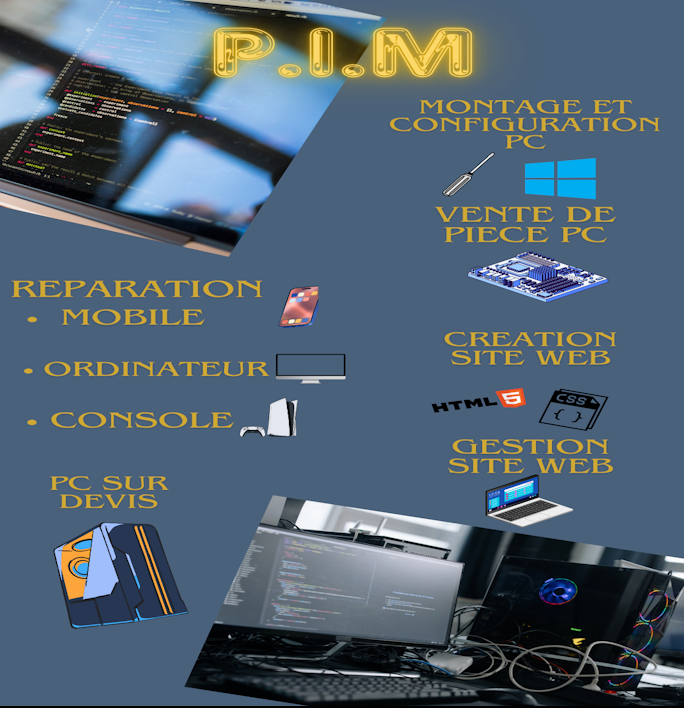 P.I.M
MONTAGE ET
CONFIGURATION
PC
VENTE DE
PIECE PC
REPARATION
• MOBILE
• ORDINATEUR
• CONSOLE
CREATION
SITE WEB
HTML 5
CSS
{ }
GESTION
SITE WEB
PC SUR
DEVIS